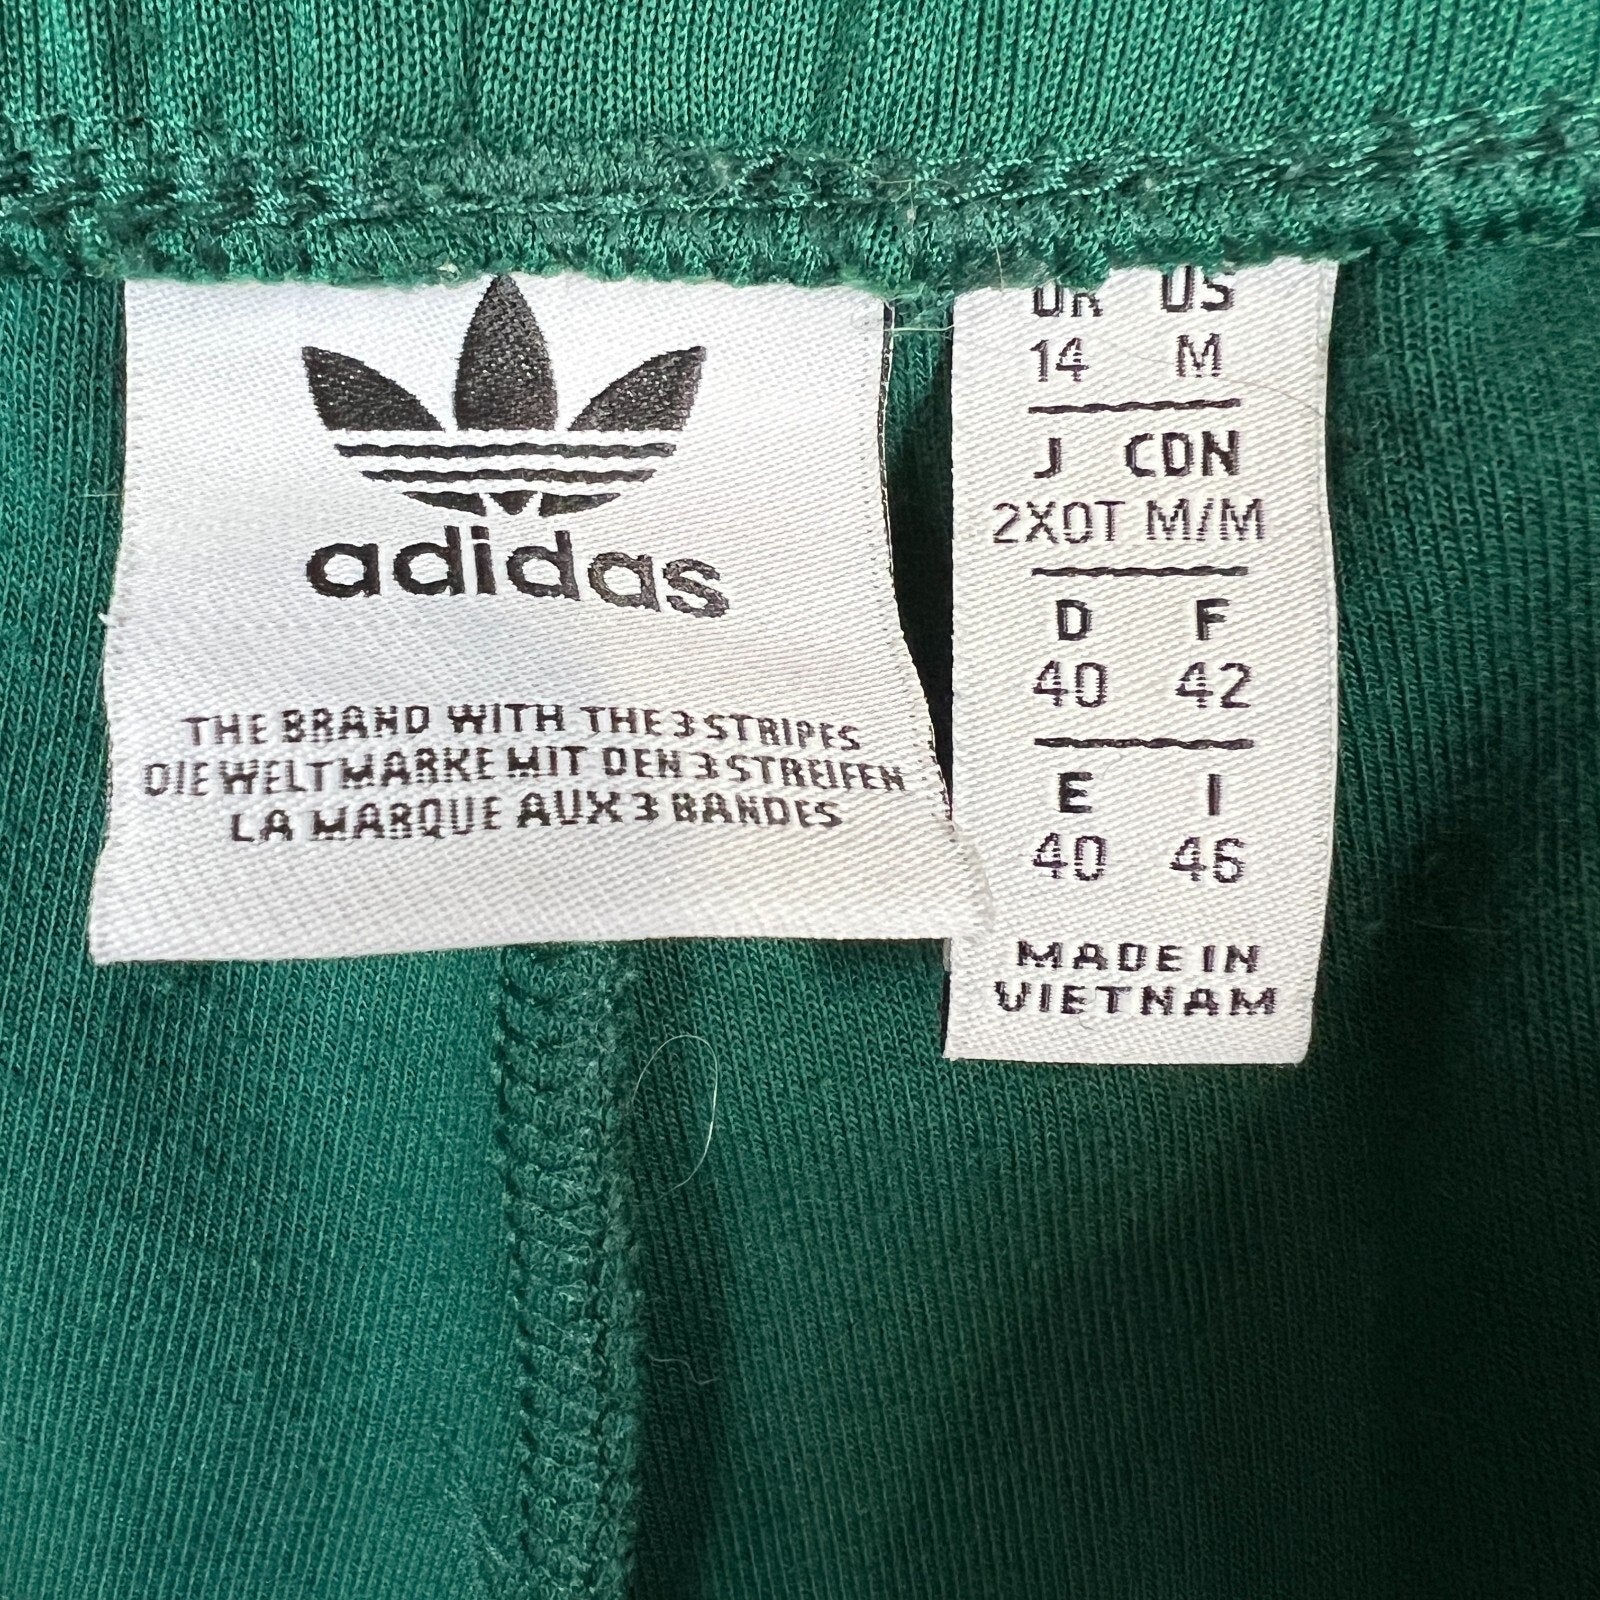 adidas
THE BRAND WITH THE 3 STRIPES
DIE WELTMARKE MIT DEN 3 STREIFEN
LA MARQUE AUX 3 BANDES
UK US
14 M
J CDN
2XOT M/M
D F
40 42
E I
40 46
MADE IN
VIETNAM